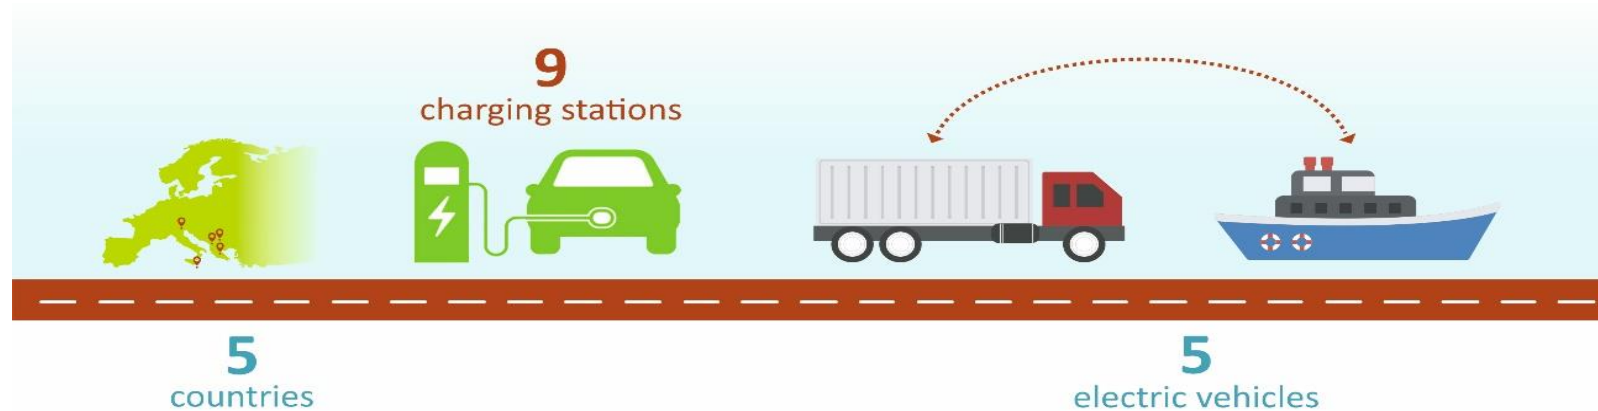 9
charging stations
5
countries
5
electric vehicles